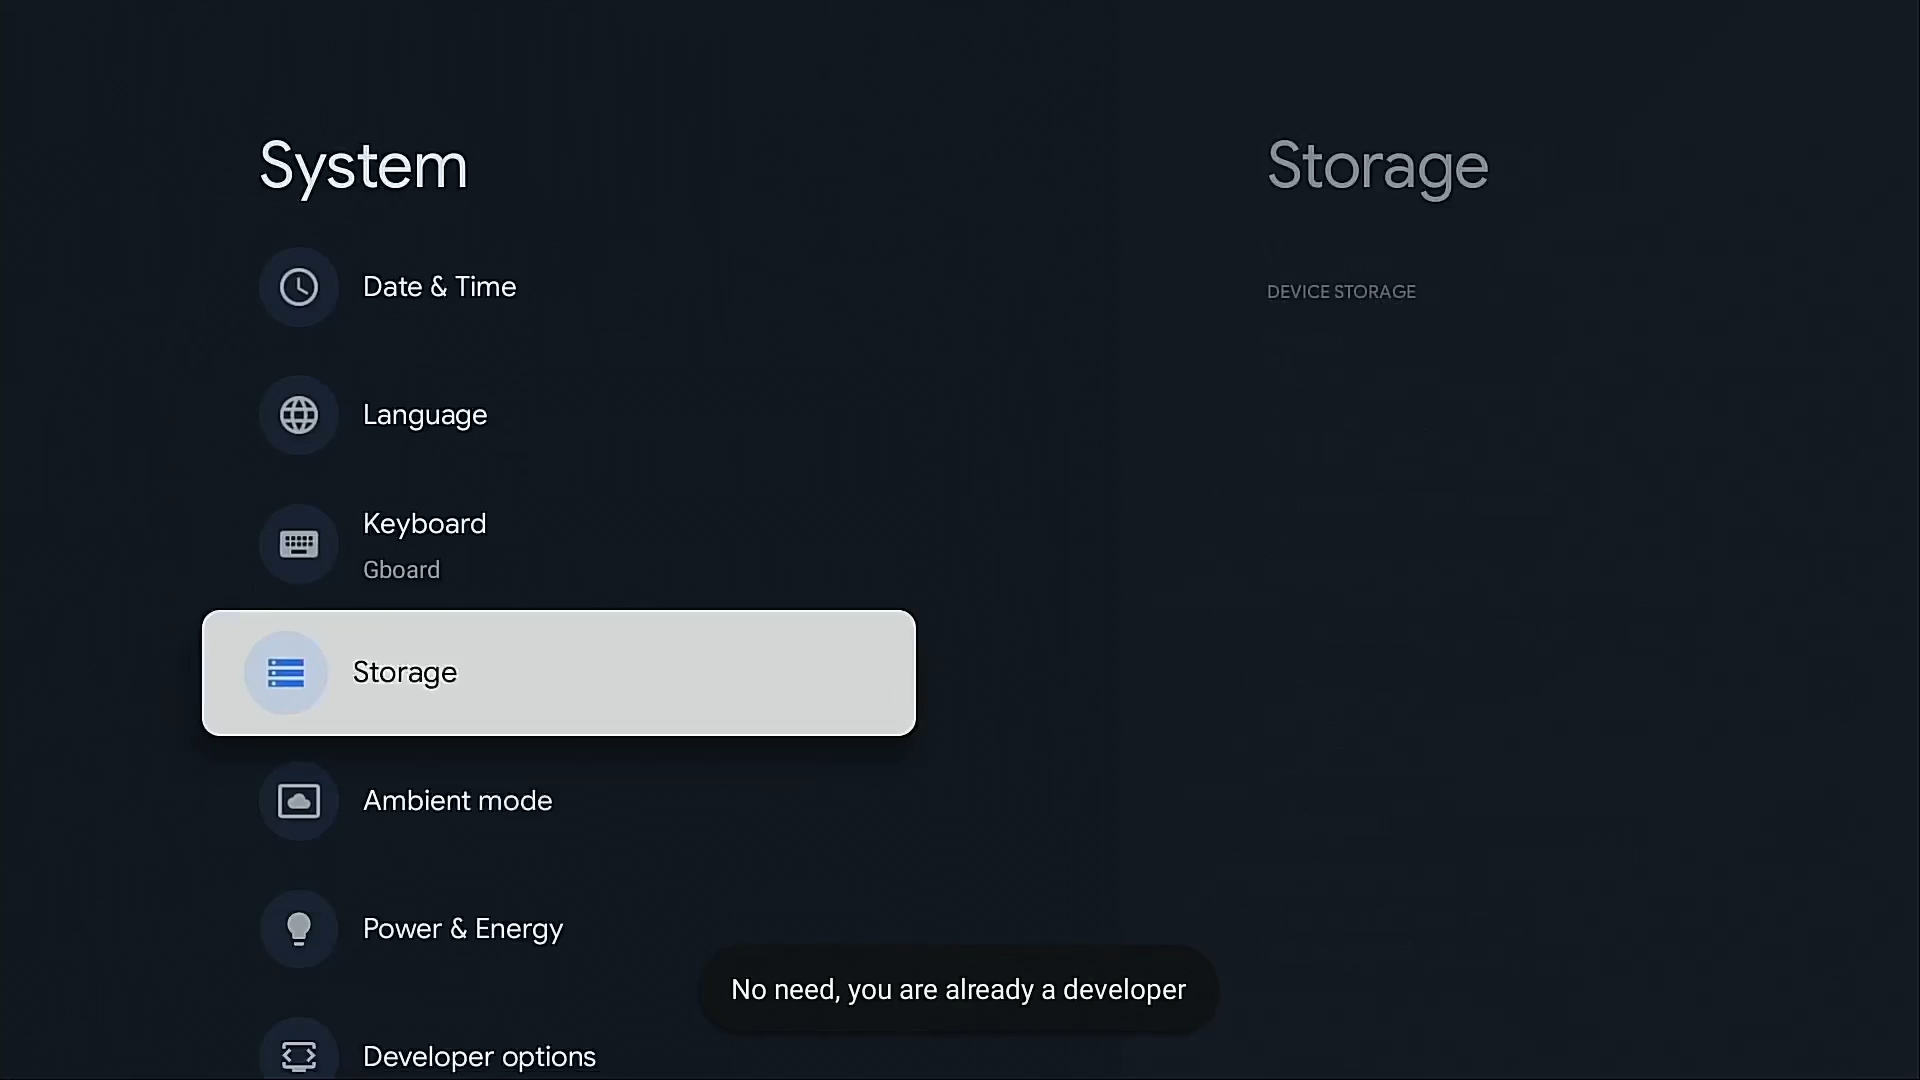 System
Date & Time
Language
Keyboard
Gboard
Storage
Ambient mode
Power & Energy
Developer options
Storage
DEVICE STORAGE
No need, you are already a developer